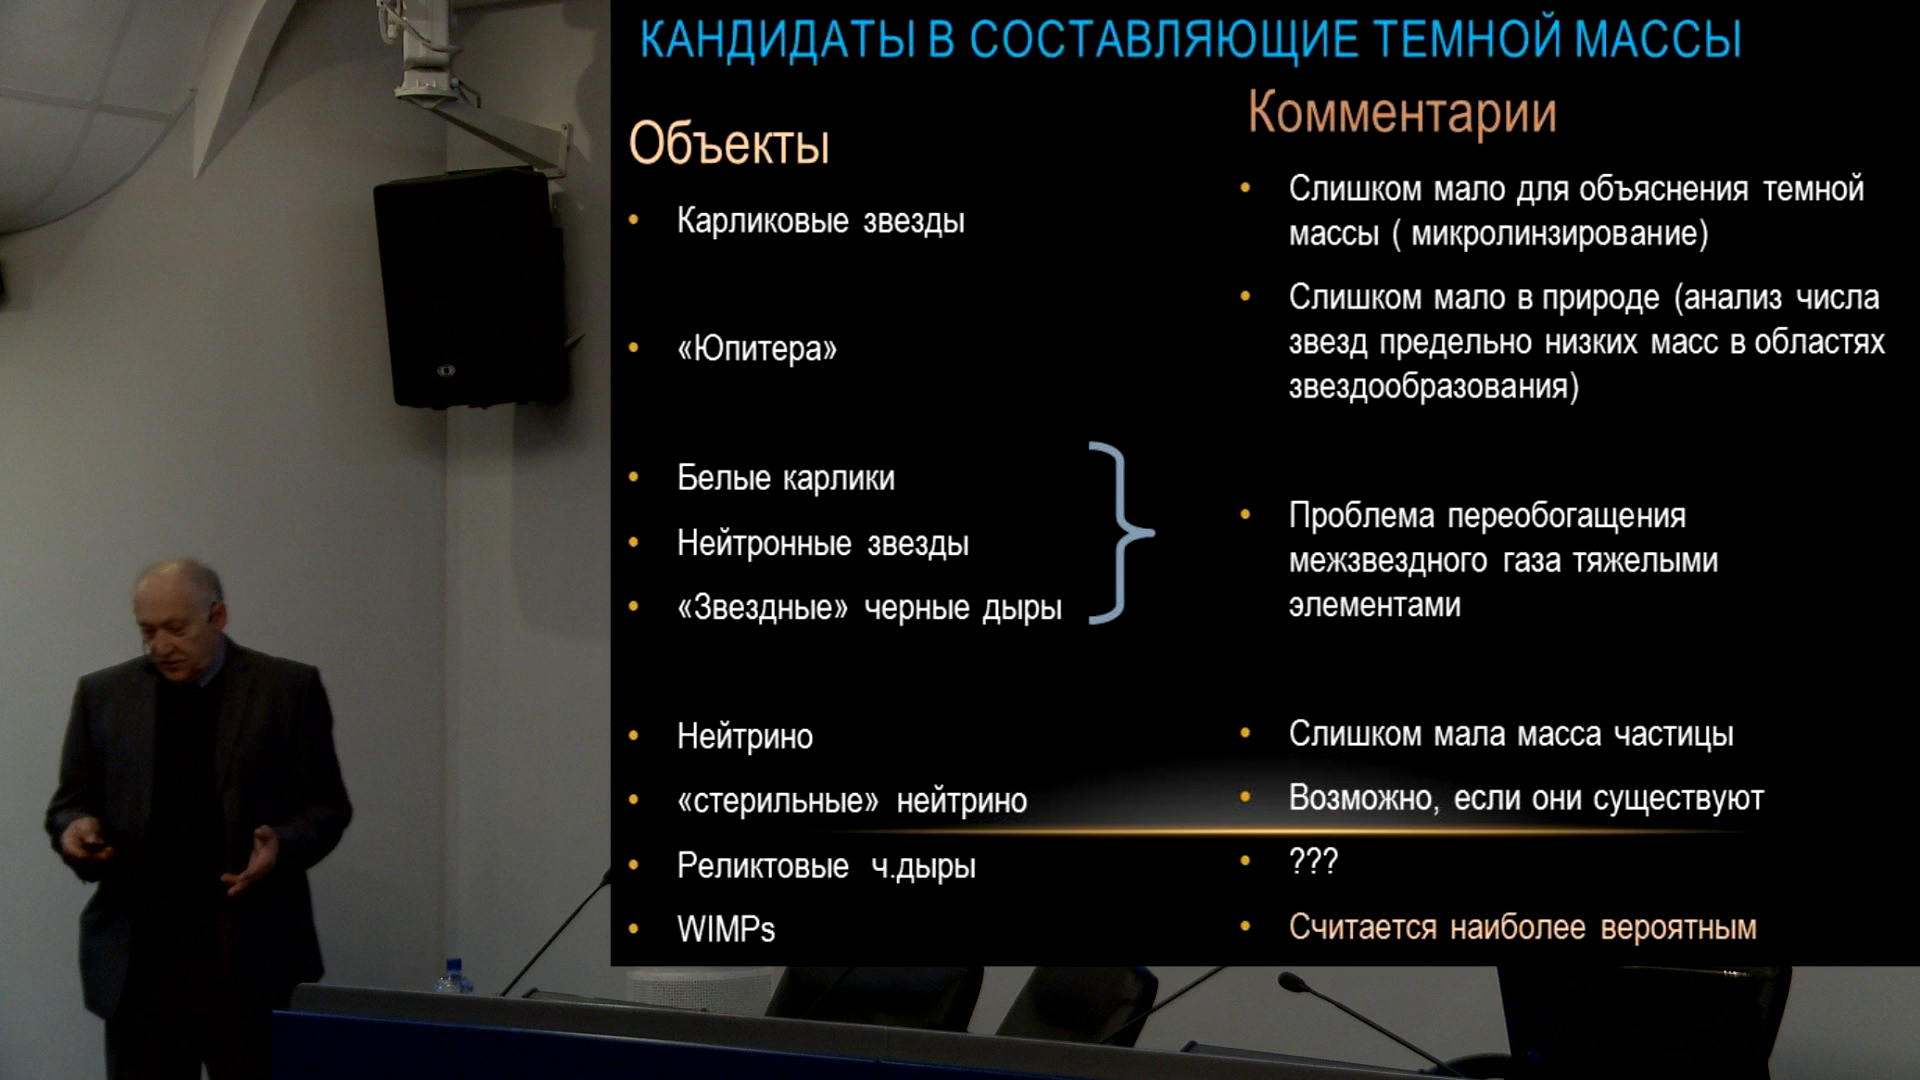 КАНДИДАТЫ В СОСТАВЛЯЮЩИЕ ТЕМНОЙ МАССЫ
Объекты
Карликовые звезды
«Юпитера»
Белые карлики
Нейтронные звезды
«Звездные» черные дыры
Нейтрино
«стерильные» нейтрино
Реликтовые ч.дыры
WIMPs
Комментарии
Слишком мало для объяснения темной
массы ( микролинзирование)
Слишком мало в природе (анализ числа
звезд предельно низких масс в областях
звездообразования)
Проблема переобогащения
межзвездного газа тяжелыми
элементами
Слишком мала масса частицы
Возможно, если они существуют
???
Считается наиболее вероятным